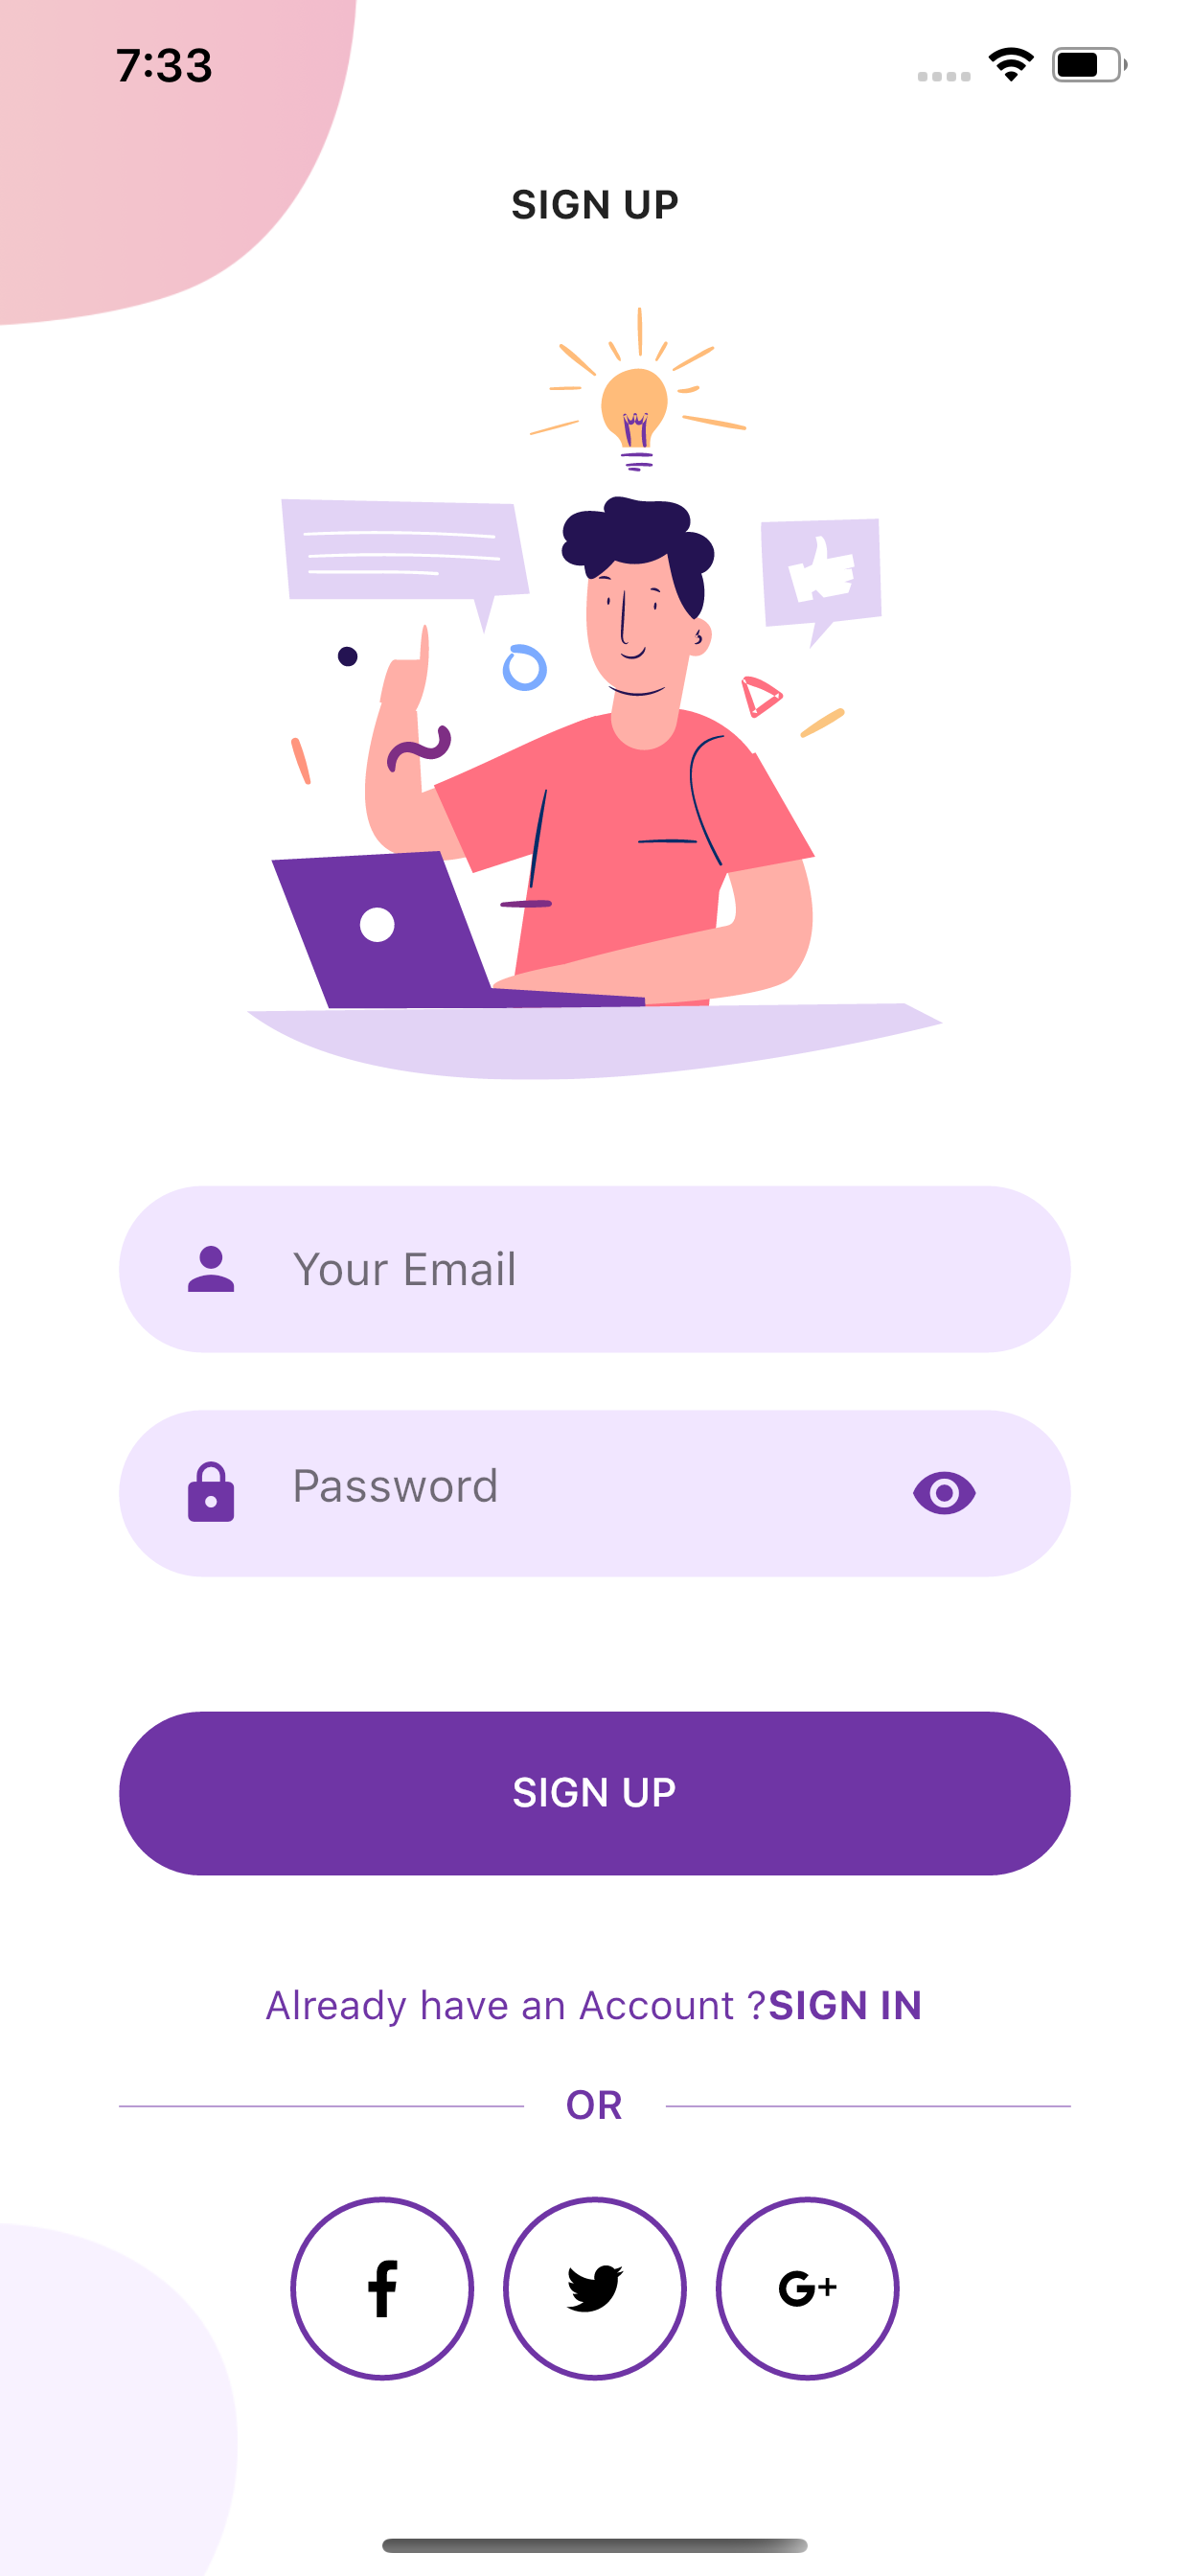 7:33
SIGN UP
Your Email
Password
SIGN UP
Already have an Account ?SIGN IN
OR
f
G+